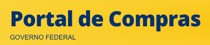 Portal de Compras
GOVERNO FEDERAL